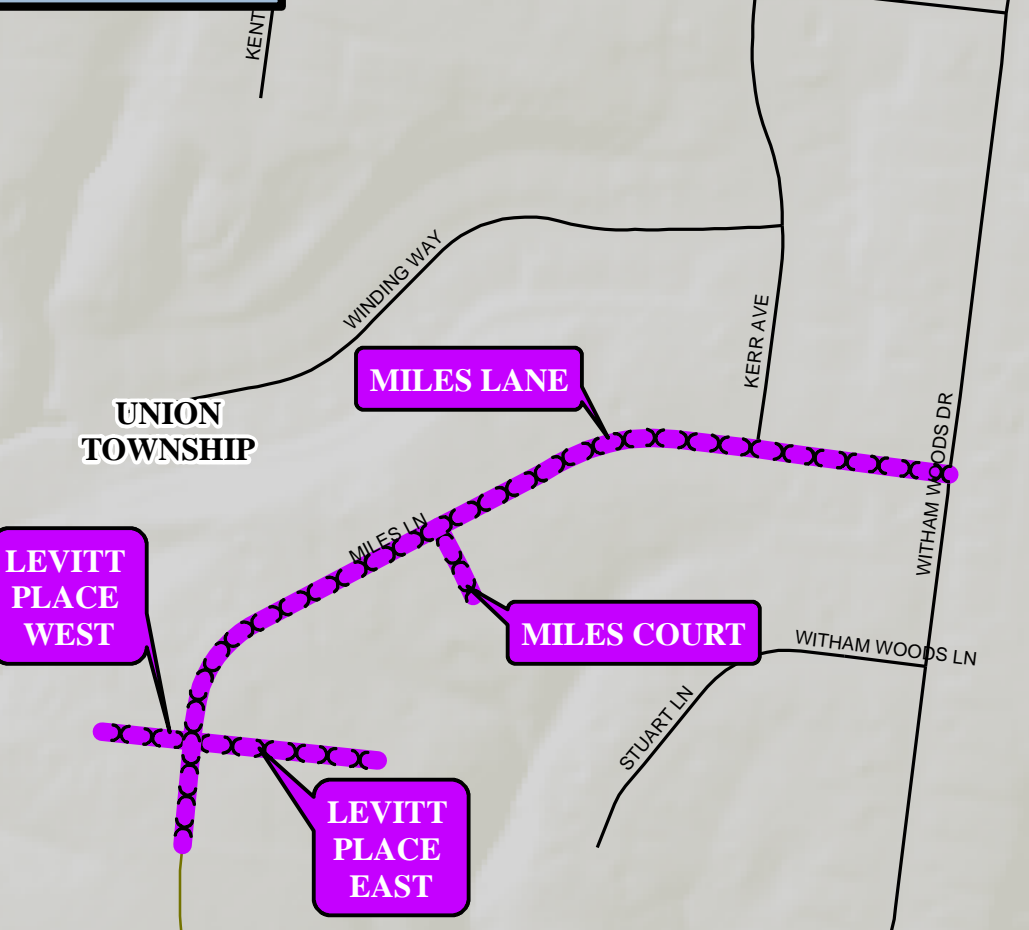 KENT
WINDING WAY
KERR AVE
MILES LANE
UNION
TOWNSHIP
WITHAM WOODS DR
MILES LN
LEVITT
PLACE
WEST
MILES COURT
WITHAM WOODS LN
STUART LN
LEVITT
PLACE
EAST